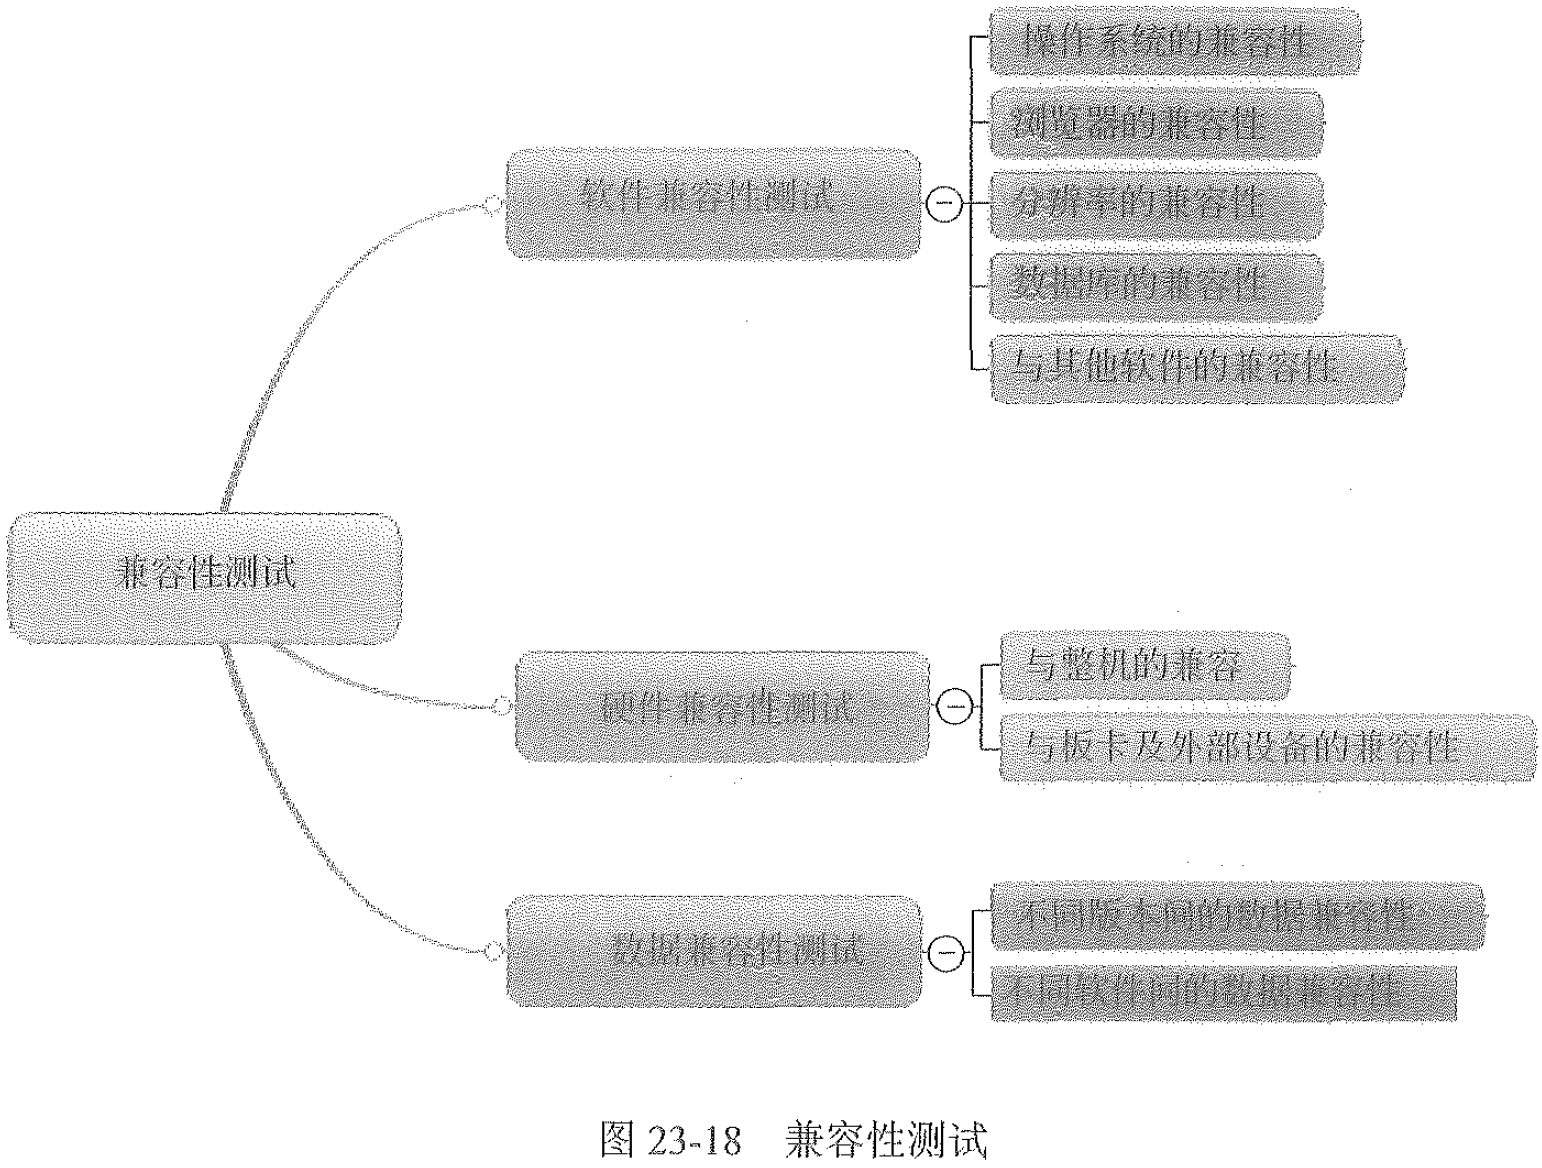 操作系统的兼容性
浏览器的兼容性
软件兼容性测试
分辨率的兼容性
数据库的兼容性
与其他软件的兼容性
兼容性测试
与整机的兼容
硬件兼容性测试
与扳卡及外部设备的兼容性
不同版本间的数据兼容性
数据兼容性测试
不同软件间的数据兼容性
图 23-18 兼容性测试